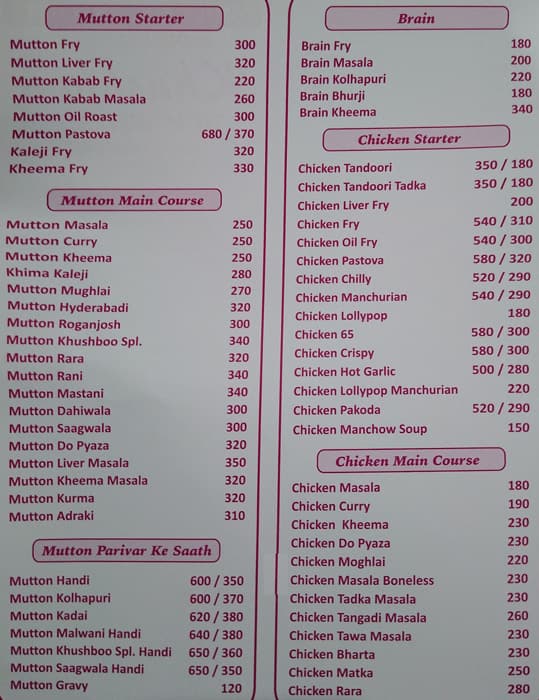 Mutton Starter
Mutton Fry 300
Mutton Liver Fry 320
Mutton Kabab Fry 220
Mutton Kabab Masala 260
Mutton Oil Roast 300
Mutton Pastova 680 / 370
Kaleji Fry 320
Kheema Fry 330
Mutton Main Course
Mutton Masala 250
Mutton Curry 250
Mutton Kheema 250
Khima Kaleji 280
Mutton Mughlai 270
Mutton Hyderabadi 320
Mutton Roganjosh 300
Mutton Khushboo Spl. 340
Mutton Rara 320
Mutton Rani 340
Mutton Mastani 340
Mutton Dahiwala 300
Mutton Saagwala 300
Mutton Do Pyaza 320
Mutton Liver Masala 350
Mutton Kheema Masala 320
Mutton Kurma 320
Mutton Adraki 310
Mutton Parivar Ke Saath
Mutton Handi 600 / 350
Mutton Kolhapuri 600 / 370
Mutton Kadai 620 / 380
Mutton Malwani Handi 640 / 380
Mutton Khushboo Spl. Handi 650 / 360
Mutton Saagwala Handi 650 / 350
Mutton Gravy 120
Brain
Brain Fry 180
Brain Masala 200
Brain Kolhapuri 220
Brain Bhurji 180
Brain Kheema 340
Chicken Starter
Chicken Tandoori 350 / 180
Chicken Tandoori Tadka 350 / 180
Chicken Liver Fry 200
Chicken Fry 540 / 310
Chicken Oil Fry 540 / 300
Chicken Pastova 580 / 320
Chicken Chilly 520 / 290
Chicken Manchurian 540 / 290
Chicken Lollypop 180
Chicken 65 580 / 300
Chicken Crispy 580 / 300
Chicken Hot Garlic 500 / 280
Chicken Lollypop Manchurian 220
Chicken Pakoda 520 / 290
Chicken Manchow Soup 150
Chicken Main Course
Chicken Masala 180
Chicken Curry 190
Chicken Kheema 230
Chicken Do Pyaza 230
Chicken Moghlai 220
Chicken Masala Boneless 230
Chicken Tadka Masala 230
Chicken Tangadi Masala 260
Chicken Tawa Masala 230
Chicken Bharta 230
Chicken Matka 250
Chicken Rara 280